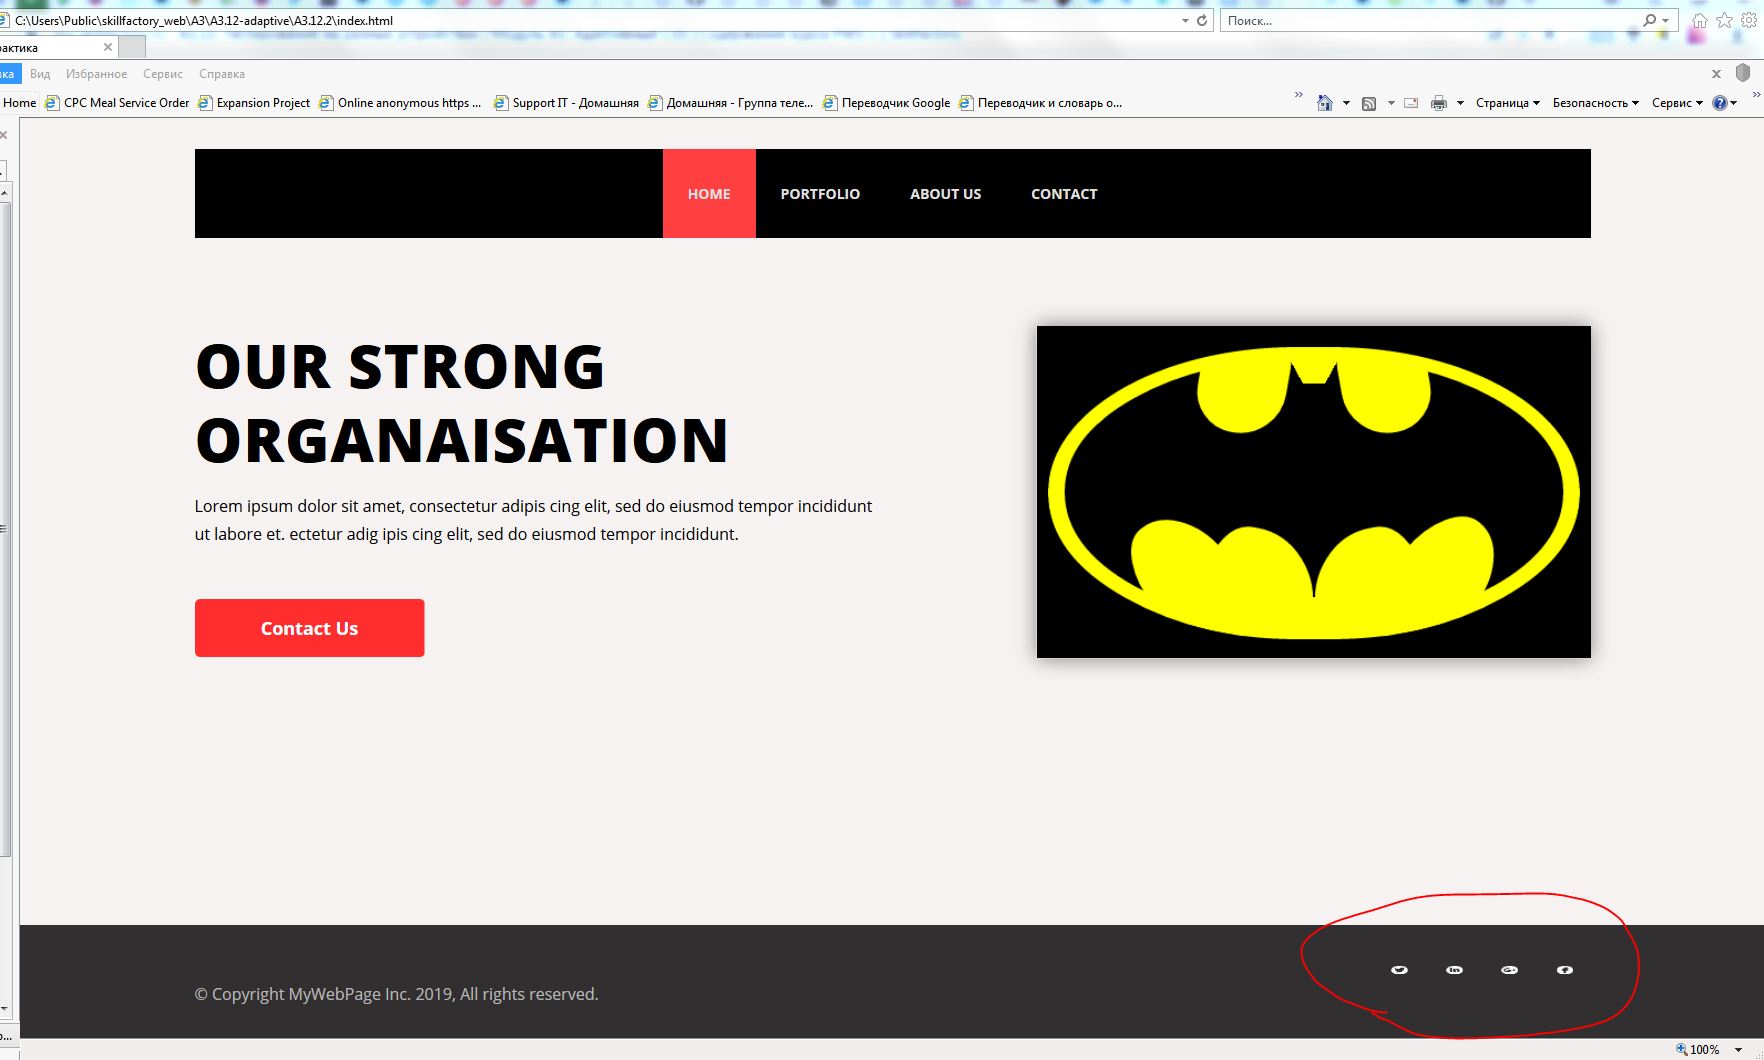 C:\Users\Public\skillfactory_web\A3\A3.12-adaptive\A3.12.2\index.html
Поиск...
Вид Избранное Сервис Справка
Home CPC Meal Service Order Expansion Project Online anonymous https ... Support IT - Домашняя Домашняя - Группа теле... Переводчик Google Переводчик и словарь о... Страница Безопасность Сервис
HOME PORTFOLIO ABOUT US CONTACT
OUR STRONG
ORGANAISATION
Lorem ipsum dolor sit amet, consectetur adipis cing elit, sed do eiusmod tempor incididunt
ut labore et. ectetur adig ipis cing elit, sed do eiusmod tempor incididunt.
Contact Us
© Copyright MyWebPage Inc. 2019, All rights reserved.
100%